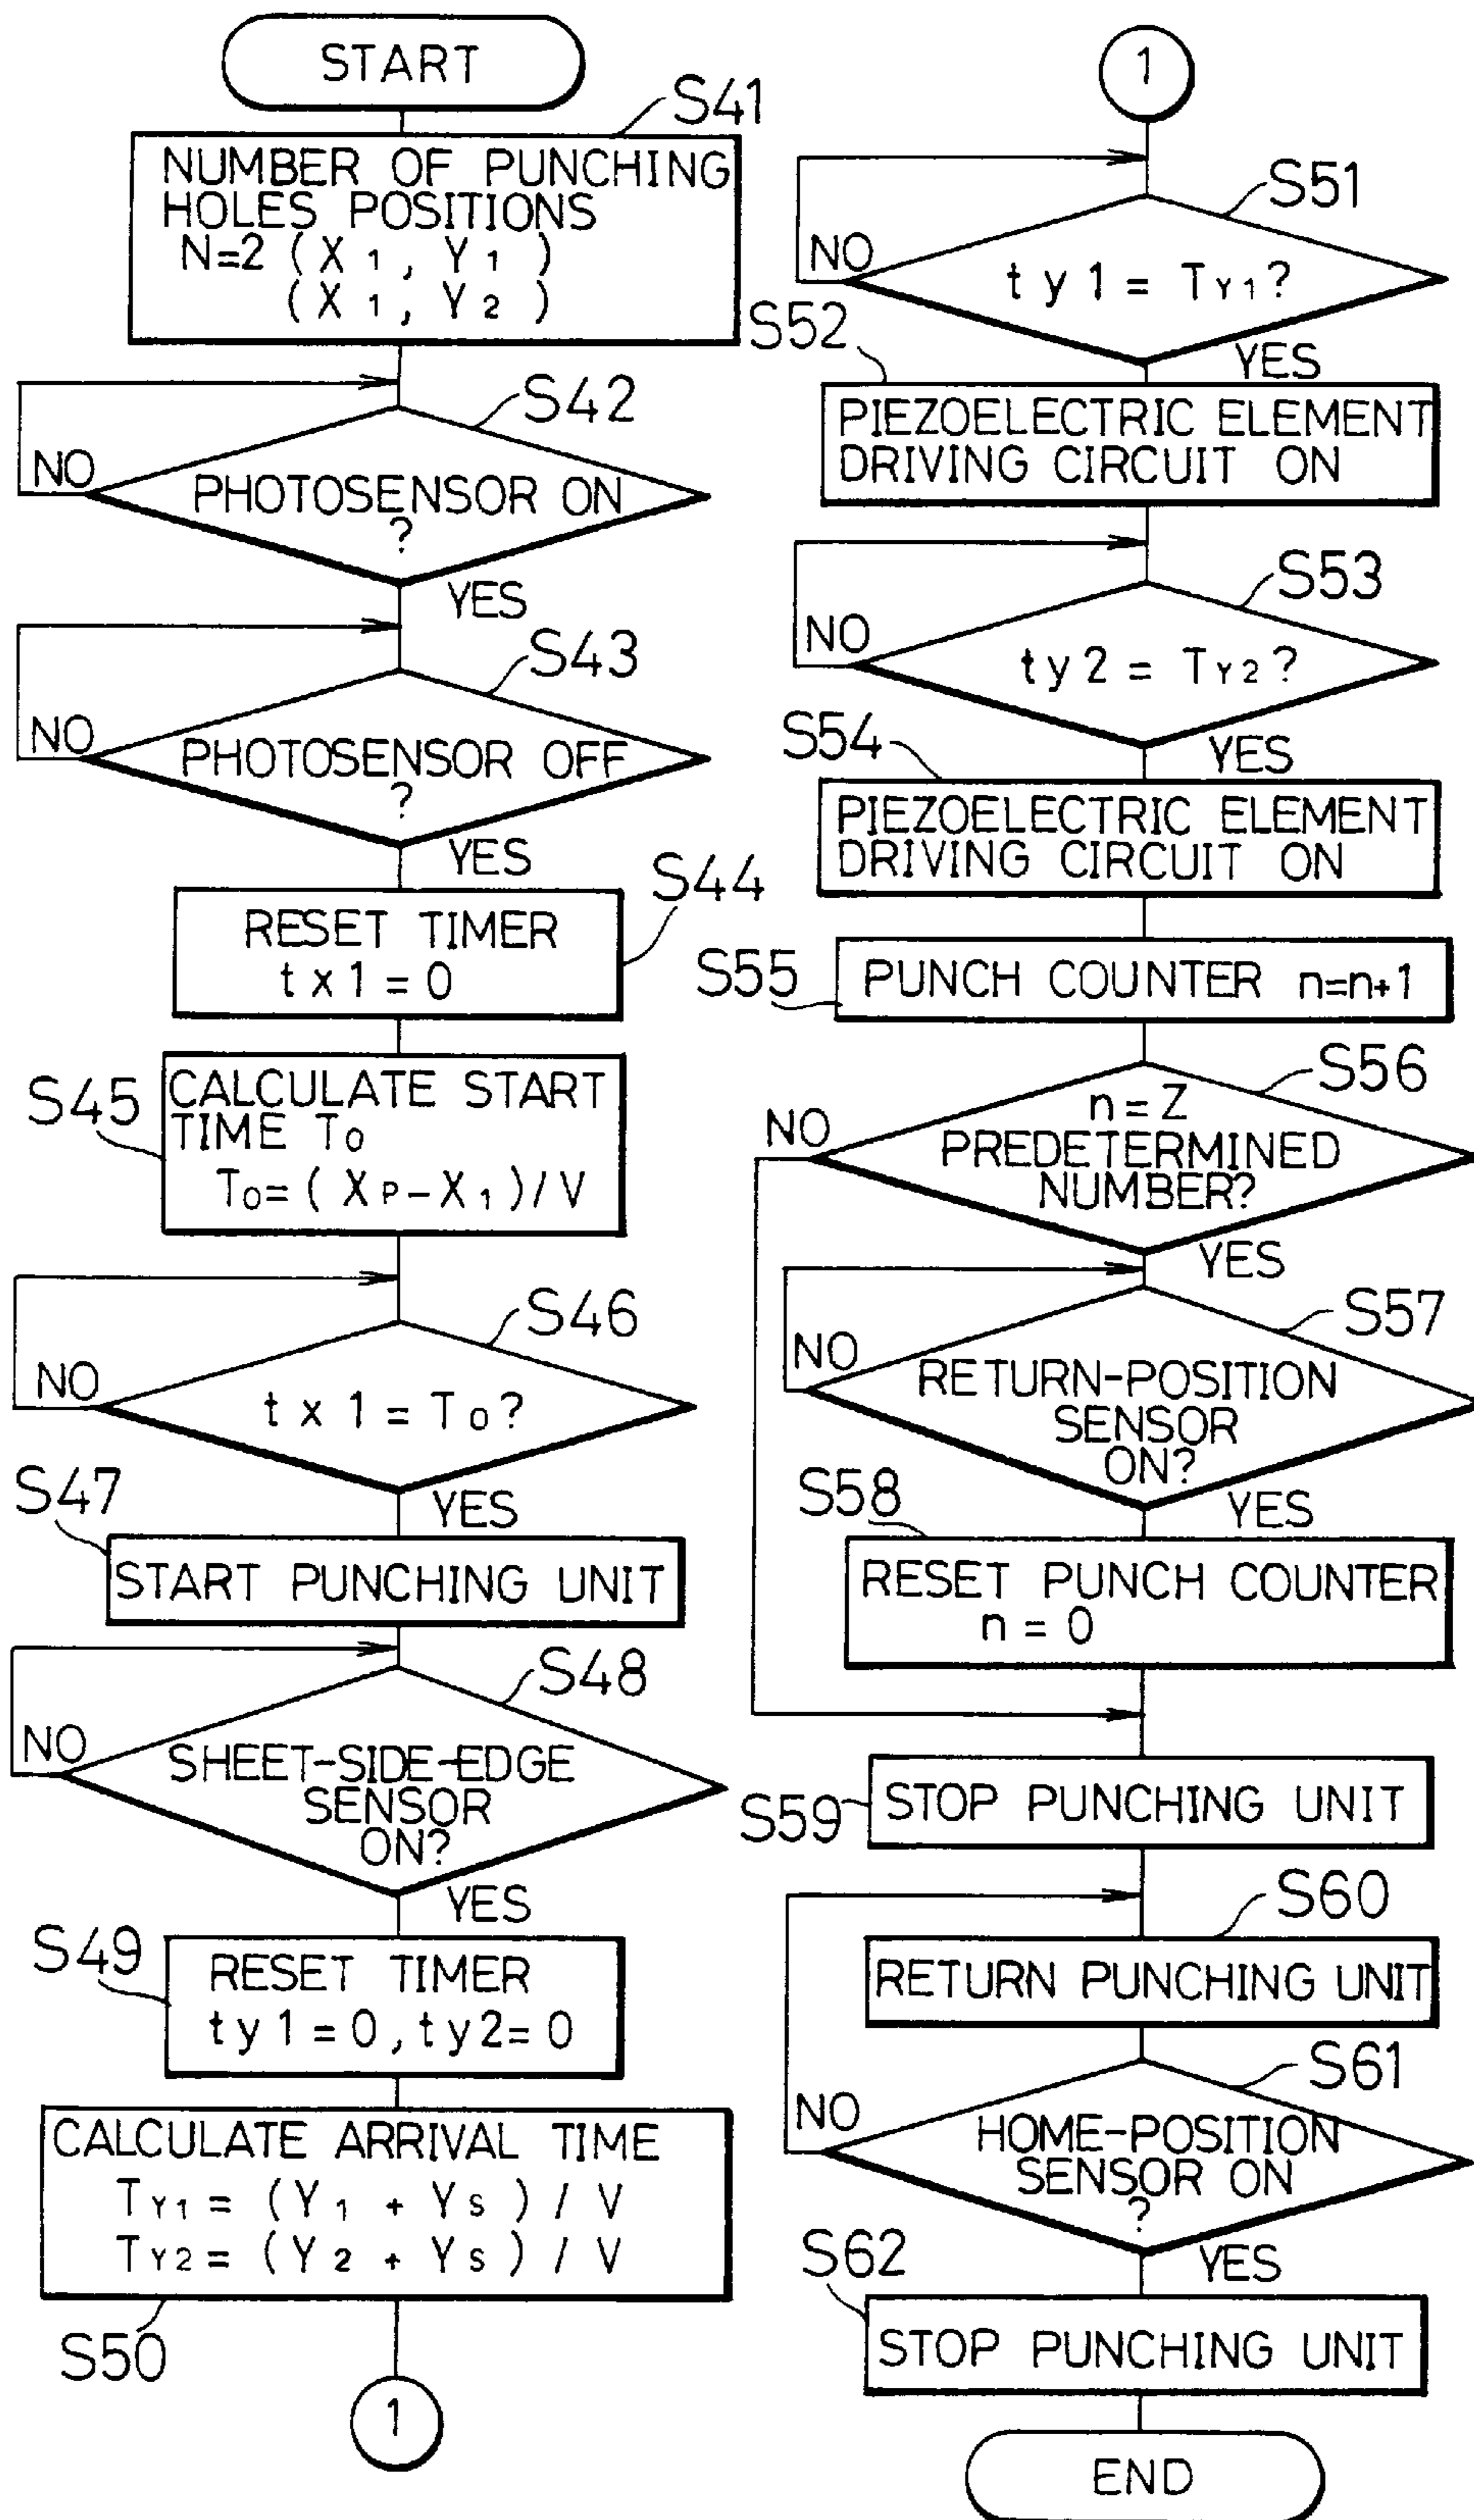 START
S41
NUMBER OF PUNCHING
HOLES POSITIONS
N=2 (X1, Y1)
(X1, Y2)
S42
NO
PHOTOSENSOR ON
?
YES
S43
NO
PHOTOSENSOR OFF
?
YES
S44
RESET TIMER
tx1=0
S45
CALCULATE START
TIME To
To=(XP-X1)/V
S46
NO
tx1=To?
YES
S47
START PUNCHING UNIT
S48
NO
SHEET-SIDE-EDGE
SENSOR
ON?
YES
S49
RESET TIMER
ty1=0, ty2=0
CALCULATE ARRIVAL TIME
TY1=(Y1+Ys)/V
TY2=(Y2+Ys)/V
S50
1
1
S51
NO
ty1=TY1?
YES
S52
PIEZOELECTRIC ELEMENT
DRIVING CIRCUIT ON
S53
NO
ty2=TY2?
YES
S54
PIEZOELECTRIC ELEMENT
DRIVING CIRCUIT ON
S55
PUNCH COUNTER n=n+1
S56
NO
n=Z
PREDETERMINED
NUMBER?
YES
S57
NO
RETURN-POSITION
SENSOR
ON?
YES
S58
RESET PUNCH COUNTER
n=0
S59
STOP PUNCHING UNIT
S60
RETURN PUNCHING UNIT
S61
NO
HOME-POSITION
SENSOR ON
?
YES
S62
STOP PUNCHING UNIT
END